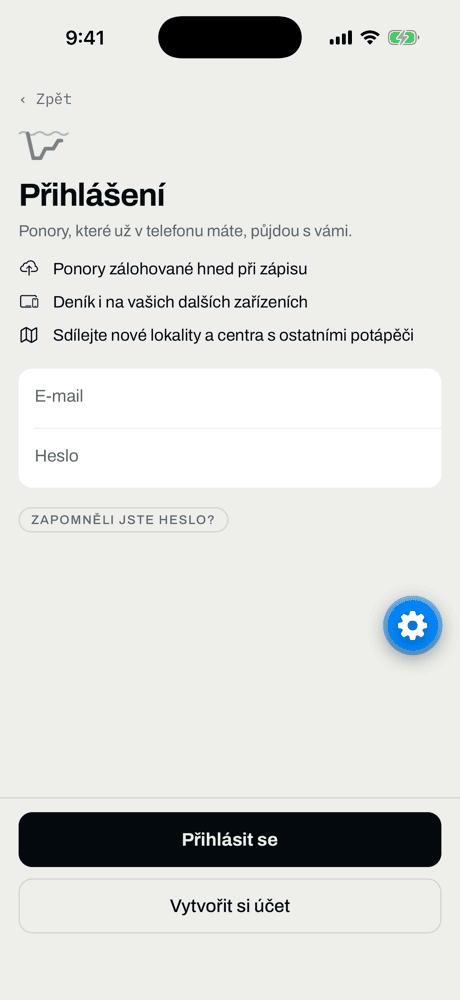 9:41
‹ Zpět
Přihlášení
Ponory, které už v telefonu máte, půjdou s vámi.
Ponory zálohované hned při zápisu
Deník i na vašich dalších zařízeních
Sdílejte nové lokality a centra s ostatními potápěči
E-mail
Heslo
ZAPOMNĚLI JSTE HESLO?
Přihlásit se
Vytvořit si účet